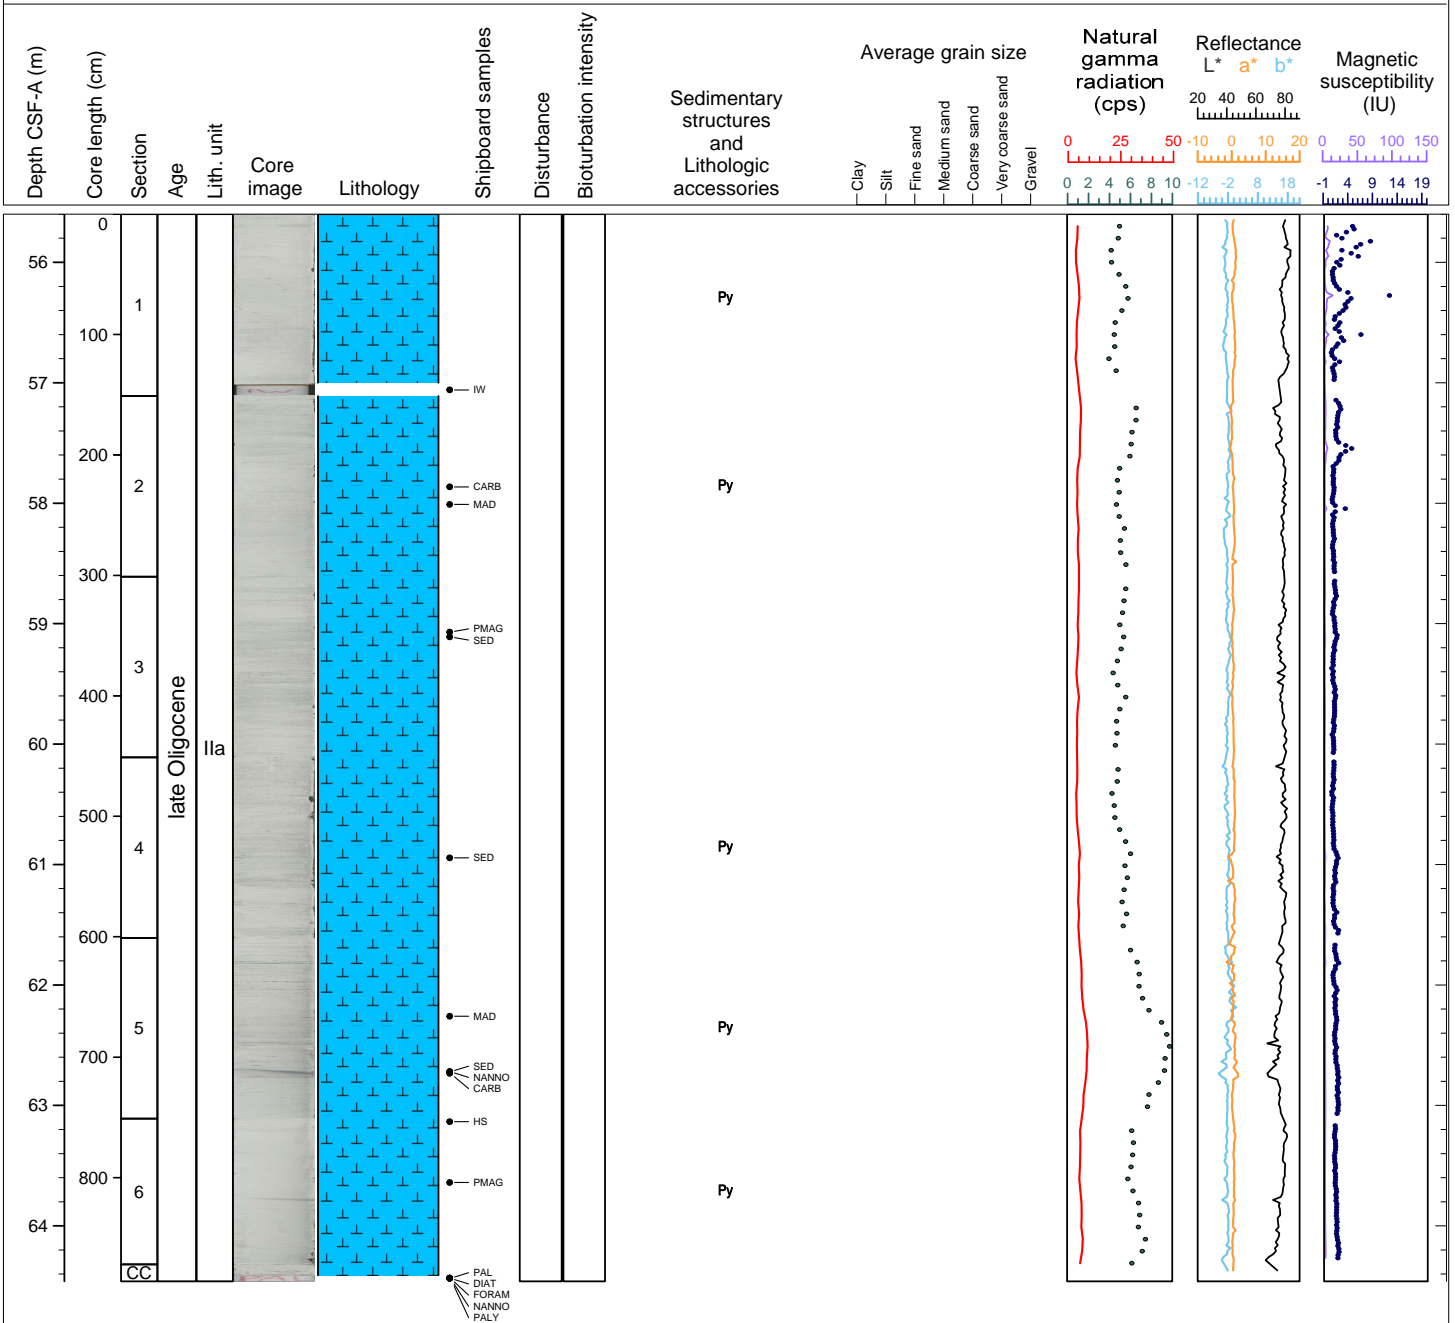 Depth CSF-A (m)
Core length (cm)
Section
Age
Lith. unit
Core
image
Lithology
Shipboard samples
Disturbance
Bioturbation intensity
Sedimentary
structures
and
Lithologic
accessories
Average grain size
Clay
Silt
Fine sand
Medium sand
Coarse sand
Very coarse sand
Gravel
Natural
gamma
radiation
(cps)
0 25 50
0 2 4 6 8 10
Reflectance
L* a* b*
20 40 60 80
-10 0 10 20
-12 -2 8 18
Magnetic
susceptibility
(IU)
0 50 100 150
-1 4 9 14 19
56
57
58
59
60
61
62
63
64
0
100
200
300
400
500
600
700
800
1
2
3
4
5
6
CC
late Oligocene
IIa
IW
CARB
MAD
PMAG
SED
SED
MAD
SED
NANNO
CARB
HS
PMAG
PAL
DIAT
FORAM
NANNO
PALY
Py
Py
Py
Py
Py